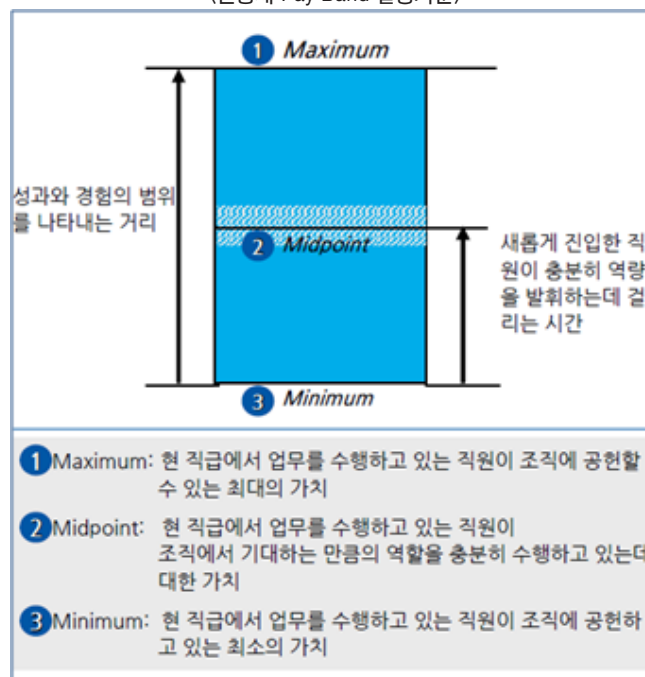 1 Maximum
성과와 경험의 범위
를 나타내는 거리
2 Midpoint
새롭게 진입한 직
원이 충분히 역량
을 발휘하는데 걸
리는 시간
3 Minimum
1 Maximum: 현 직급에서 업무를 수행하고 있는 직원이 조직에 공헌할
수 있는 최대의 가치
2 Midpoint: 현 직급에서 업무를 수행하고 있는 직원이
조직에서 기대하는 만큼의 역할을 충분히 수행하고 있는데
대한 가치
3 Minimum: 현 직급에서 업무를 수행하고 있는 직원이 조직에 공헌하
고 있는 최소의 가치